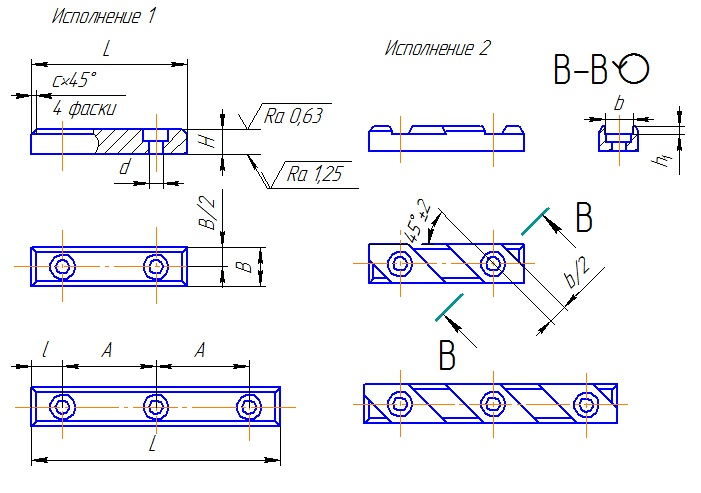 Исполнение 1
L
c×45°
4 фаски
Ra 0,63
H
d
Ra 1,25
B/2
B
l
A
A
L
Исполнение 2
В-В
b
h₁
45°±2
В
b/2
В